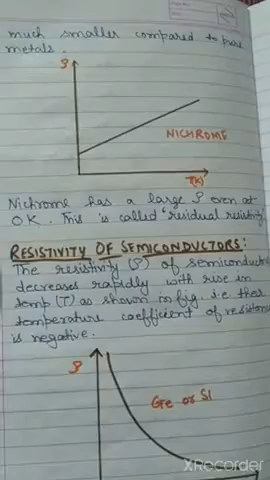 much smaller compared to pure
metals.
ρ
NICHROME
T(K)
Nichrome has a large ρ even at
0K. This is called 'residual resistivity'
RESISTIVITY OF SEMICONDUCTORS:
The resistivity (ρ) of semiconductors
decreases rapidly with rise in
temp (T) as shown in fig. i.e. their
temperature coefficient of resistance
is negative.
ρ
Ge or Si
XRecorder